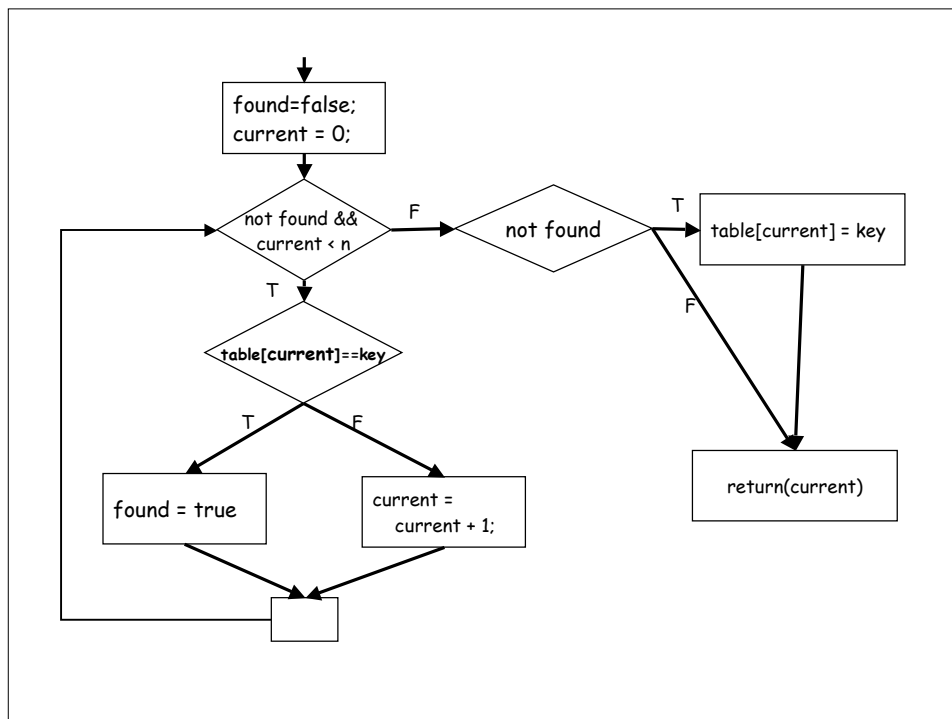 found=false;
current = 0;
not found &&
current < n
F
not found
T
table[current] = key
T
F
table[current]==key
T
F
found = true
current =
current + 1;
return(current)